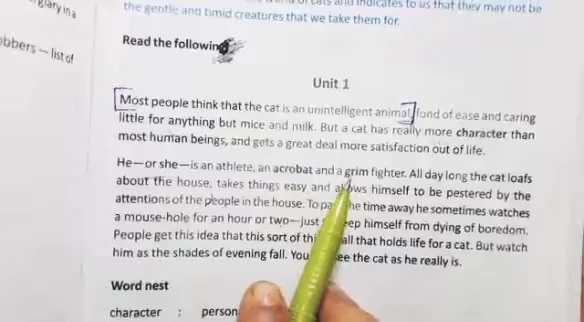 glary in a
bbers — list of
of cats and indicates to us that they may not be
the gentle and timid creatures that we take them for.
Read the following
Unit 1
Most people think that the cat is an unintelligent animal, fond of ease and caring
little for anything but mice and milk. But a cat has really more character than
most human beings, and gets a great deal more satisfaction out of life.
He—or she—is an athlete, an acrobat and a grim fighter. All day long the cat loafs
about the house, takes things easy and himself to be pestered by the
attentions of the people in the house. To time away he sometimes watches
a mouse-hole for an hour or two—just himself from dying of boredom.
People get this idea that this sort of all that holds life for a cat. But watch
him as the shades of evening fall. You see the cat as he really is.
Word nest
character : person